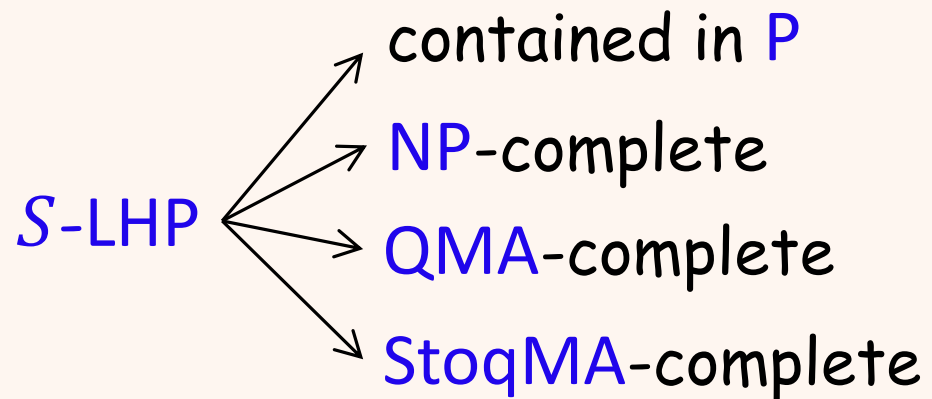 contained in P
NP-complete
S-LHP
QMA-complete
StoqMA-complete